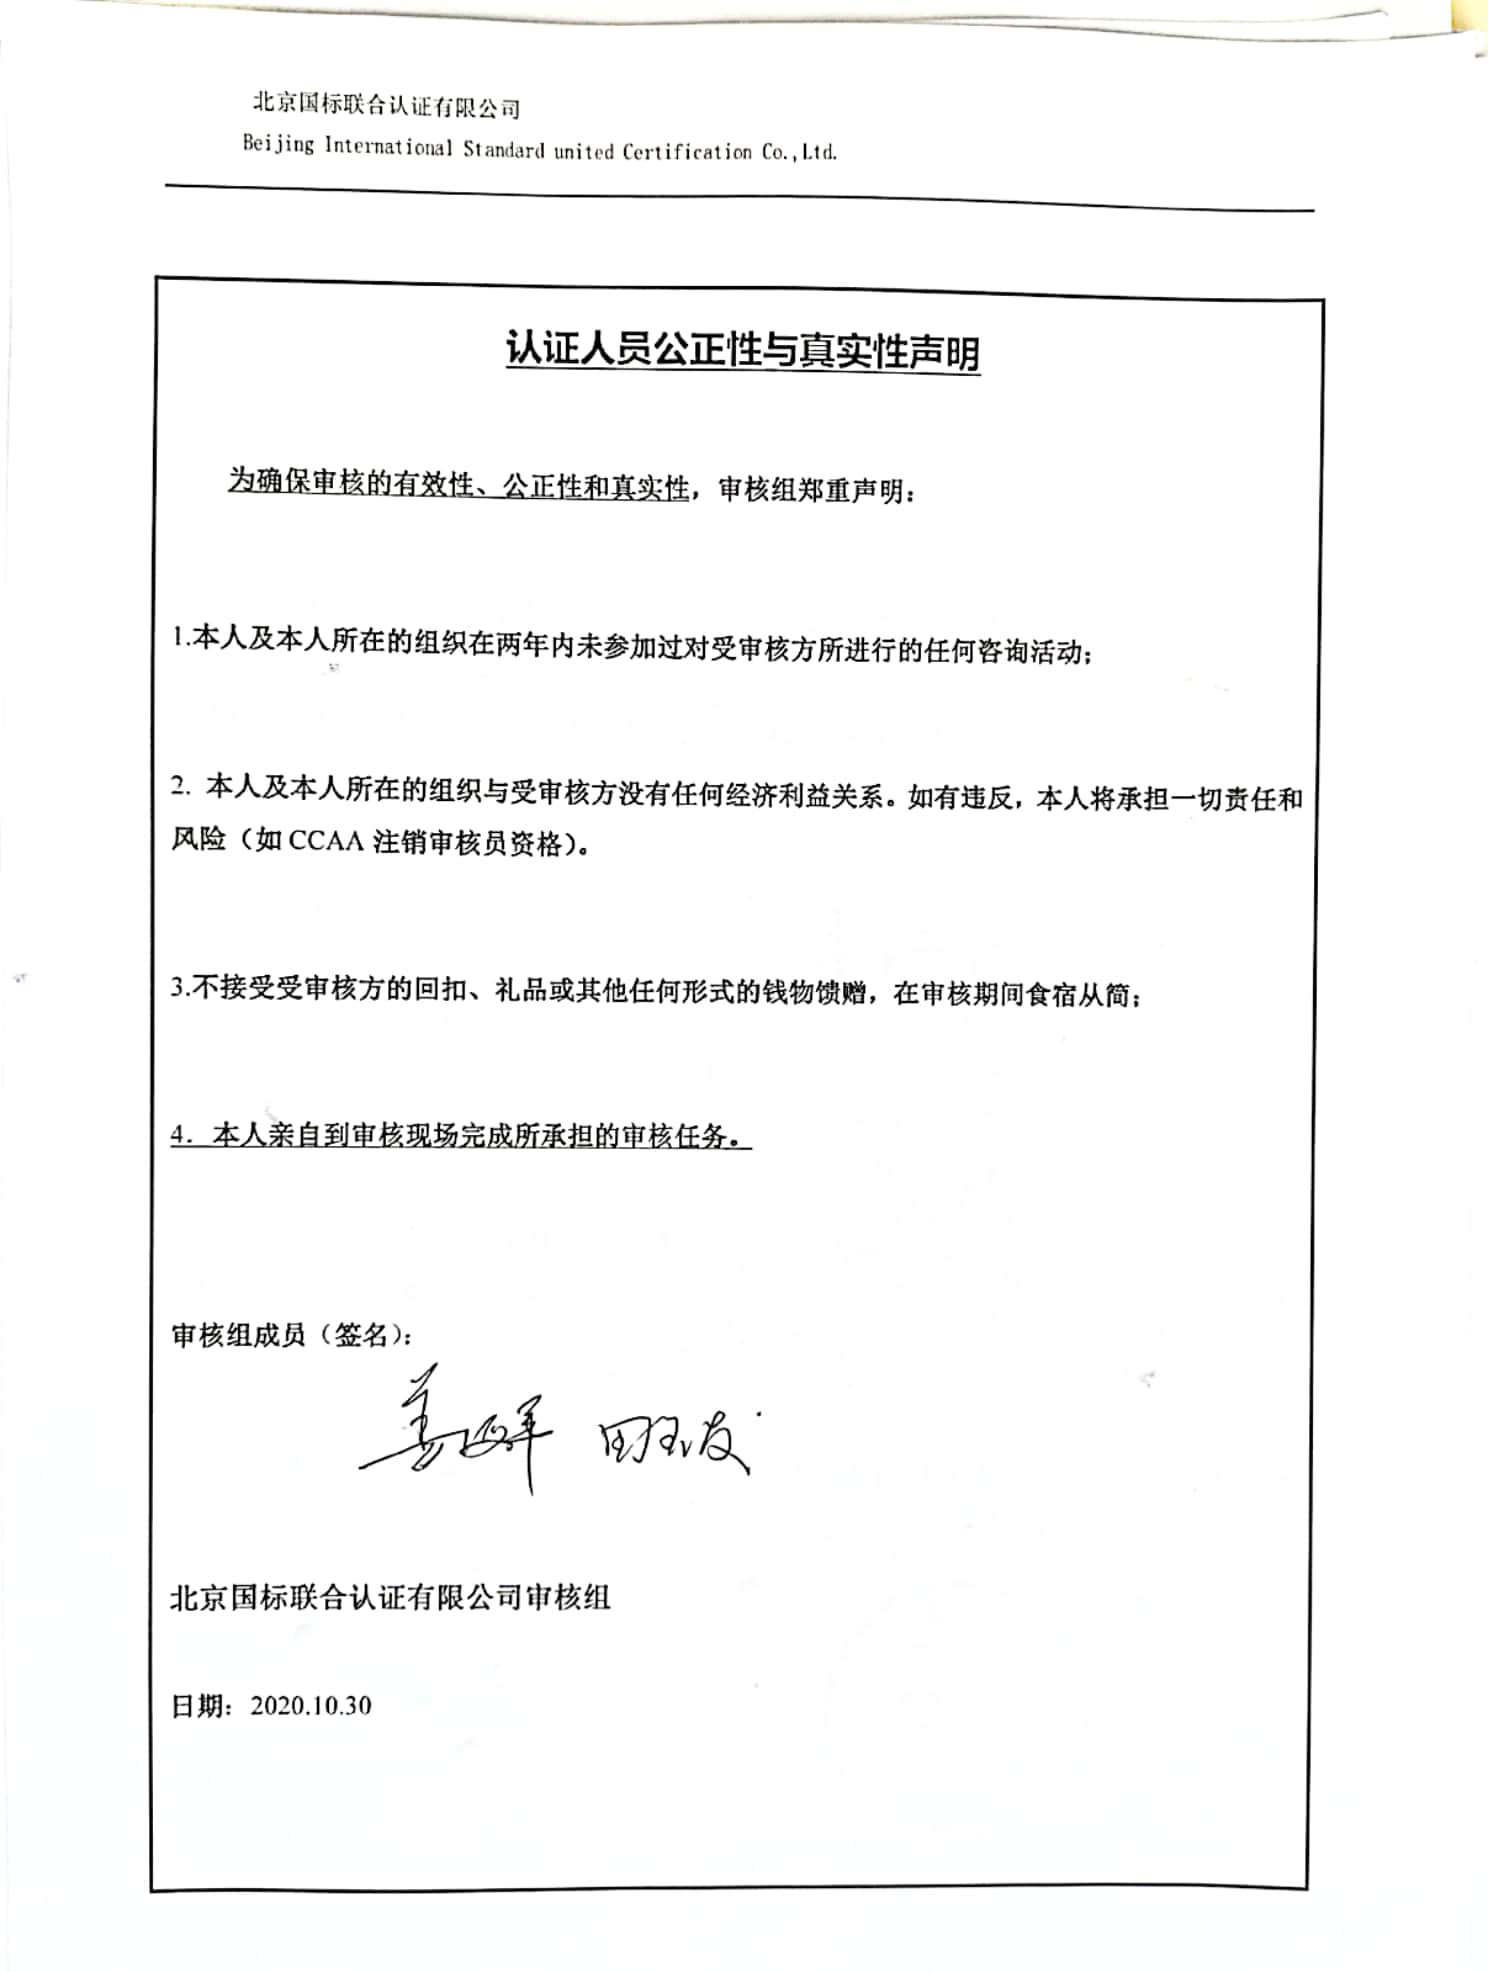 北京国标联合认证有限公司
Beijing International Standard united Certification Co.,Ltd.
认证人员公正性与真实性声明
为确保审核的有效性、公正性和真实性，审核组郑重声明：
1.本人及本人所在的组织在两年内未参加过对受审核方所进行的任何咨询活动；
2. 本人及本人所在的组织与受审核方没有任何经济利益关系。如有违反，本人将承担一切责任和
风险（如 CCAA 注销审核员资格）。
3.不接受受审核方的回扣、礼品或其他任何形式的钱物馈赠，在审核期间食宿从简；
4. 本人亲自到审核现场完成所承担的审核任务。
审核组成员（签名）：
北京国标联合认证有限公司审核组
日期：2020.10.30